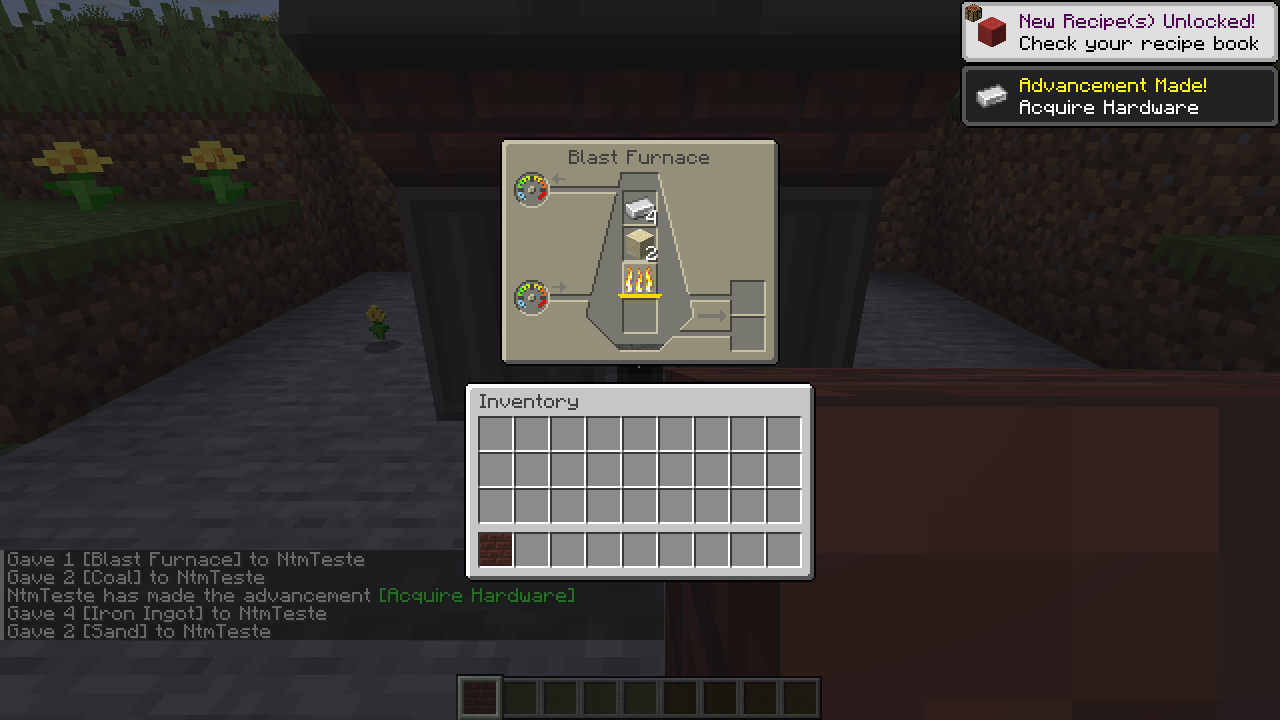 New Recipe(s) Unlocked!
Check your recipe book
Advancement Made!
Acquire Hardware
Blast Furnace
4
2
Inventory
Gave 1 [Blast Furnace] to NtmTeste
Gave 2 [Coal] to NtmTeste
NtmTeste has made the advancement [Acquire Hardware]
Gave 4 [Iron Ingot] to NtmTeste
Gave 2 [Sand] to NtmTeste